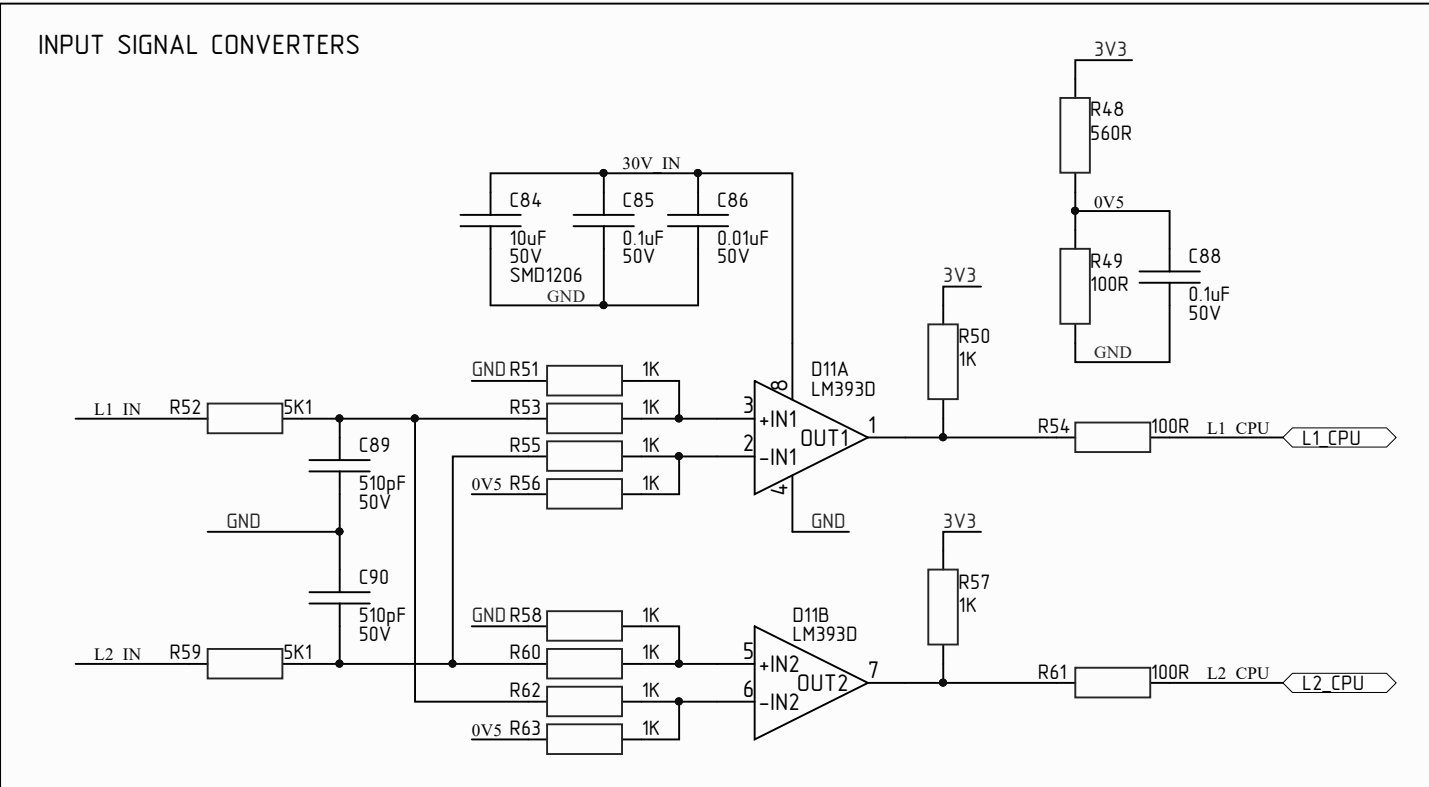 INPUT SIGNAL CONVERTERS
3V3
R48
560R
0V5
R49
100R
C88
0.1uF
50V
GND
30V_IN
C84
10uF
50V
SMD1206
C85
0.1uF
50V
C86
0.01uF
50V
GND
3V3
R50
1K
GND R51 1K
D11A
LM393D
8
L1_IN R52 5K1
R53 1K
3 +IN1
OUT1 1
R54 100R L1_CPU L1_CPU
R55 1K
2 -IN1
0V5 R56 1K
4
GND
C89
510pF
50V
GND
C90
510pF
50V
3V3
R57
1K
GND R58 1K
D11B
LM393D
L2_IN R59 5K1
R60 1K
5 +IN2
OUT2 7
R61 100R L2_CPU L2_CPU
R62 1K
6 -IN2
0V5 R63 1K